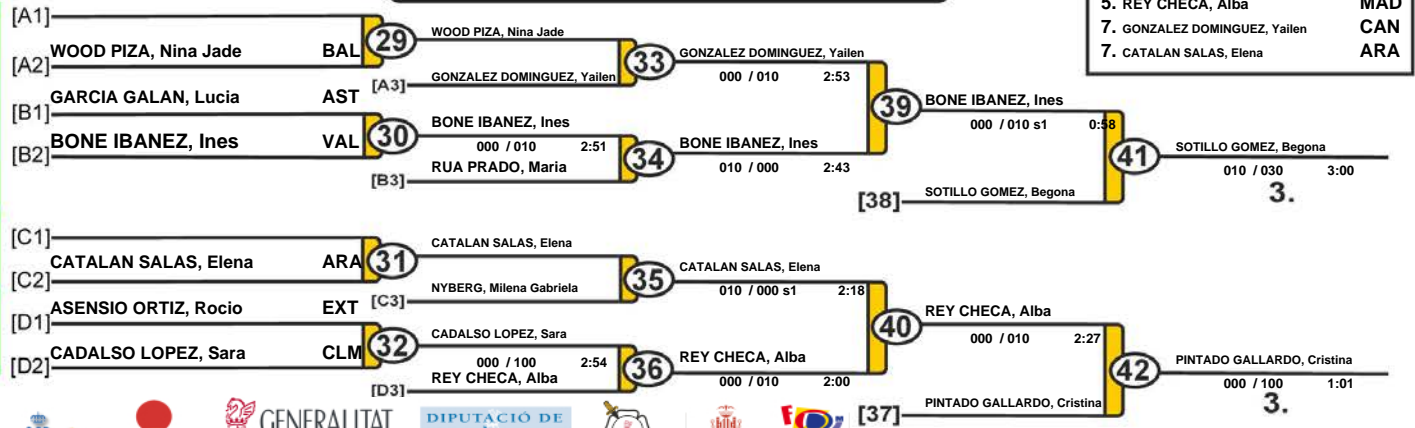 5. REY CHECA, Alba MAD
7. GONZALEZ DOMINGUEZ, Yailen CAN
7. CATALAN SALAS, Elena ARA
[A1]
WOOD PIZA, Nina Jade BAL
[A2]
29
WOOD PIZA, Nina Jade
GONZALEZ DOMINGUEZ, Yailen
[A3]
33
GONZALEZ DOMINGUEZ, Yailen
000 / 010 2:53
GARCIA GALAN, Lucia AST
[B1]
BONE IBANEZ, Ines VAL
[B2]
30
BONE IBANEZ, Ines
000 / 010 2:51
RUA PRADO, Maria
[B3]
34
BONE IBANEZ, Ines
010 / 000 2:43
39
BONE IBANEZ, Ines
000 / 010 s1 0:58
SOTILLO GOMEZ, Begona
[38]
41
SOTILLO GOMEZ, Begona
010 / 030 3:00
3.
[C1]
CATALAN SALAS, Elena ARA
[C2]
31
CATALAN SALAS, Elena
NYBERG, Milena Gabriela
[C3]
35
CATALAN SALAS, Elena
010 / 000 s1 2:18
ASENSIO ORTIZ, Rocio EXT
[D1]
CADALSO LOPEZ, Sara CLM
[D2]
32
CADALSO LOPEZ, Sara
000 / 100 2:54
REY CHECA, Alba
[D3]
36
REY CHECA, Alba
000 / 010 2:00
40
REY CHECA, Alba
000 / 010 2:27
PINTADO GALLARDO, Cristina
[37]
42
PINTADO GALLARDO, Cristina
000 / 100 1:01
3.
GENERALITAT
DIPUTACIÓ DE